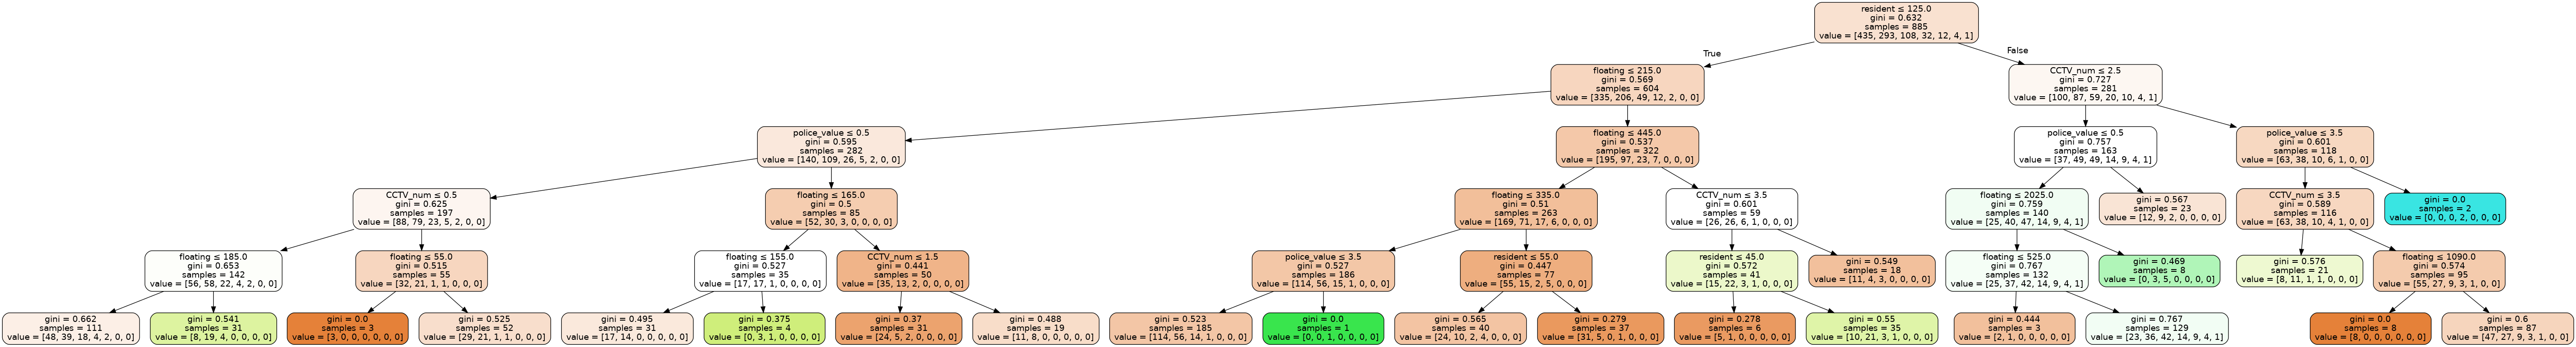 resident ≤ 125.0
gini = 0.632
samples = 885
value = [435, 293, 108, 32, 12, 4, 1]
True
False
floating ≤ 215.0
gini = 0.569
samples = 604
value = [335, 206, 49, 12, 2, 0, 0]
CCTV_num ≤ 2.5
gini = 0.727
samples = 281
value = [100, 87, 59, 20, 10, 4, 1]
police_value ≤ 0.5
gini = 0.595
samples = 282
value = [140, 109, 26, 5, 2, 0, 0]
floating ≤ 445.0
gini = 0.537
samples = 322
value = [195, 97, 23, 7, 0, 0, 0]
police_value ≤ 0.5
gini = 0.757
samples = 163
value = [37, 49, 49, 14, 9, 4, 1]
police_value ≤ 3.5
gini = 0.601
samples = 118
value = [63, 38, 10, 6, 1, 0, 0]
CCTV_num ≤ 0.5
gini = 0.625
samples = 197
value = [88, 79, 23, 5, 2, 0, 0]
floating ≤ 165.0
gini = 0.5
samples = 85
value = [52, 30, 3, 0, 0, 0, 0]
floating ≤ 335.0
gini = 0.51
samples = 263
value = [169, 71, 17, 6, 0, 0, 0]
CCTV_num ≤ 3.5
gini = 0.601
samples = 59
value = [26, 26, 6, 1, 0, 0, 0]
floating ≤ 2025.0
gini = 0.759
samples = 140
value = [25, 40, 47, 14, 9, 4, 1]
gini = 0.567
samples = 23
value = [12, 9, 2, 0, 0, 0, 0]
CCTV_num ≤ 3.5
gini = 0.589
samples = 116
value = [63, 38, 10, 4, 1, 0, 0]
gini = 0.0
samples = 2
value = [0, 0, 0, 2, 0, 0, 0]
floating ≤ 185.0
gini = 0.653
samples = 142
value = [56, 58, 22, 4, 2, 0, 0]
floating ≤ 55.0
gini = 0.515
samples = 55
value = [32, 21, 1, 1, 0, 0, 0]
floating ≤ 155.0
gini = 0.527
samples = 35
value = [17, 17, 1, 0, 0, 0, 0]
CCTV_num ≤ 1.5
gini = 0.441
samples = 50
value = [35, 13, 2, 0, 0, 0, 0]
police_value ≤ 3.5
gini = 0.527
samples = 186
value = [114, 56, 15, 1, 0, 0, 0]
resident ≤ 55.0
gini = 0.447
samples = 77
value = [55, 15, 2, 5, 0, 0, 0]
resident ≤ 45.0
gini = 0.572
samples = 41
value = [15, 22, 3, 1, 0, 0, 0]
gini = 0.549
samples = 18
value = [11, 4, 3, 0, 0, 0, 0]
floating ≤ 525.0
gini = 0.767
samples = 132
value = [25, 37, 42, 14, 9, 4, 1]
gini = 0.469
samples = 8
value = [0, 3, 5, 0, 0, 0, 0]
gini = 0.576
samples = 21
value = [8, 11, 1, 1, 0, 0, 0]
floating ≤ 1090.0
gini = 0.574
samples = 95
value = [55, 27, 9, 3, 1, 0, 0]
gini = 0.662
samples = 111
value = [48, 39, 18, 4, 2, 0, 0]
gini = 0.541
samples = 31
value = [8, 19, 4, 0, 0, 0, 0]
gini = 0.0
samples = 3
value = [3, 0, 0, 0, 0, 0, 0]
gini = 0.525
samples = 52
value = [29, 21, 1, 1, 0, 0, 0]
gini = 0.495
samples = 31
value = [17, 14, 0, 0, 0, 0, 0]
gini = 0.375
samples = 4
value = [0, 3, 1, 0, 0, 0, 0]
gini = 0.37
samples = 31
value = [24, 5, 2, 0, 0, 0, 0]
gini = 0.488
samples = 19
value = [11, 8, 0, 0, 0, 0, 0]
gini = 0.523
samples = 185
value = [114, 56, 14, 1, 0, 0, 0]
gini = 0.0
samples = 1
value = [0, 0, 1, 0, 0, 0, 0]
gini = 0.565
samples = 40
value = [24, 10, 2, 4, 0, 0, 0]
gini = 0.279
samples = 37
value = [31, 5, 0, 1, 0, 0, 0]
gini = 0.278
samples = 6
value = [5, 1, 0, 0, 0, 0, 0]
gini = 0.55
samples = 35
value = [10, 21, 3, 1, 0, 0, 0]
gini = 0.444
samples = 3
value = [2, 1, 0, 0, 0, 0, 0]
gini = 0.767
samples = 129
value = [23, 36, 42, 14, 9, 4, 1]
gini = 0.0
samples = 8
value = [8, 0, 0, 0, 0, 0, 0]
gini = 0.6
samples = 87
value = [47, 27, 9, 3, 1, 0, 0]